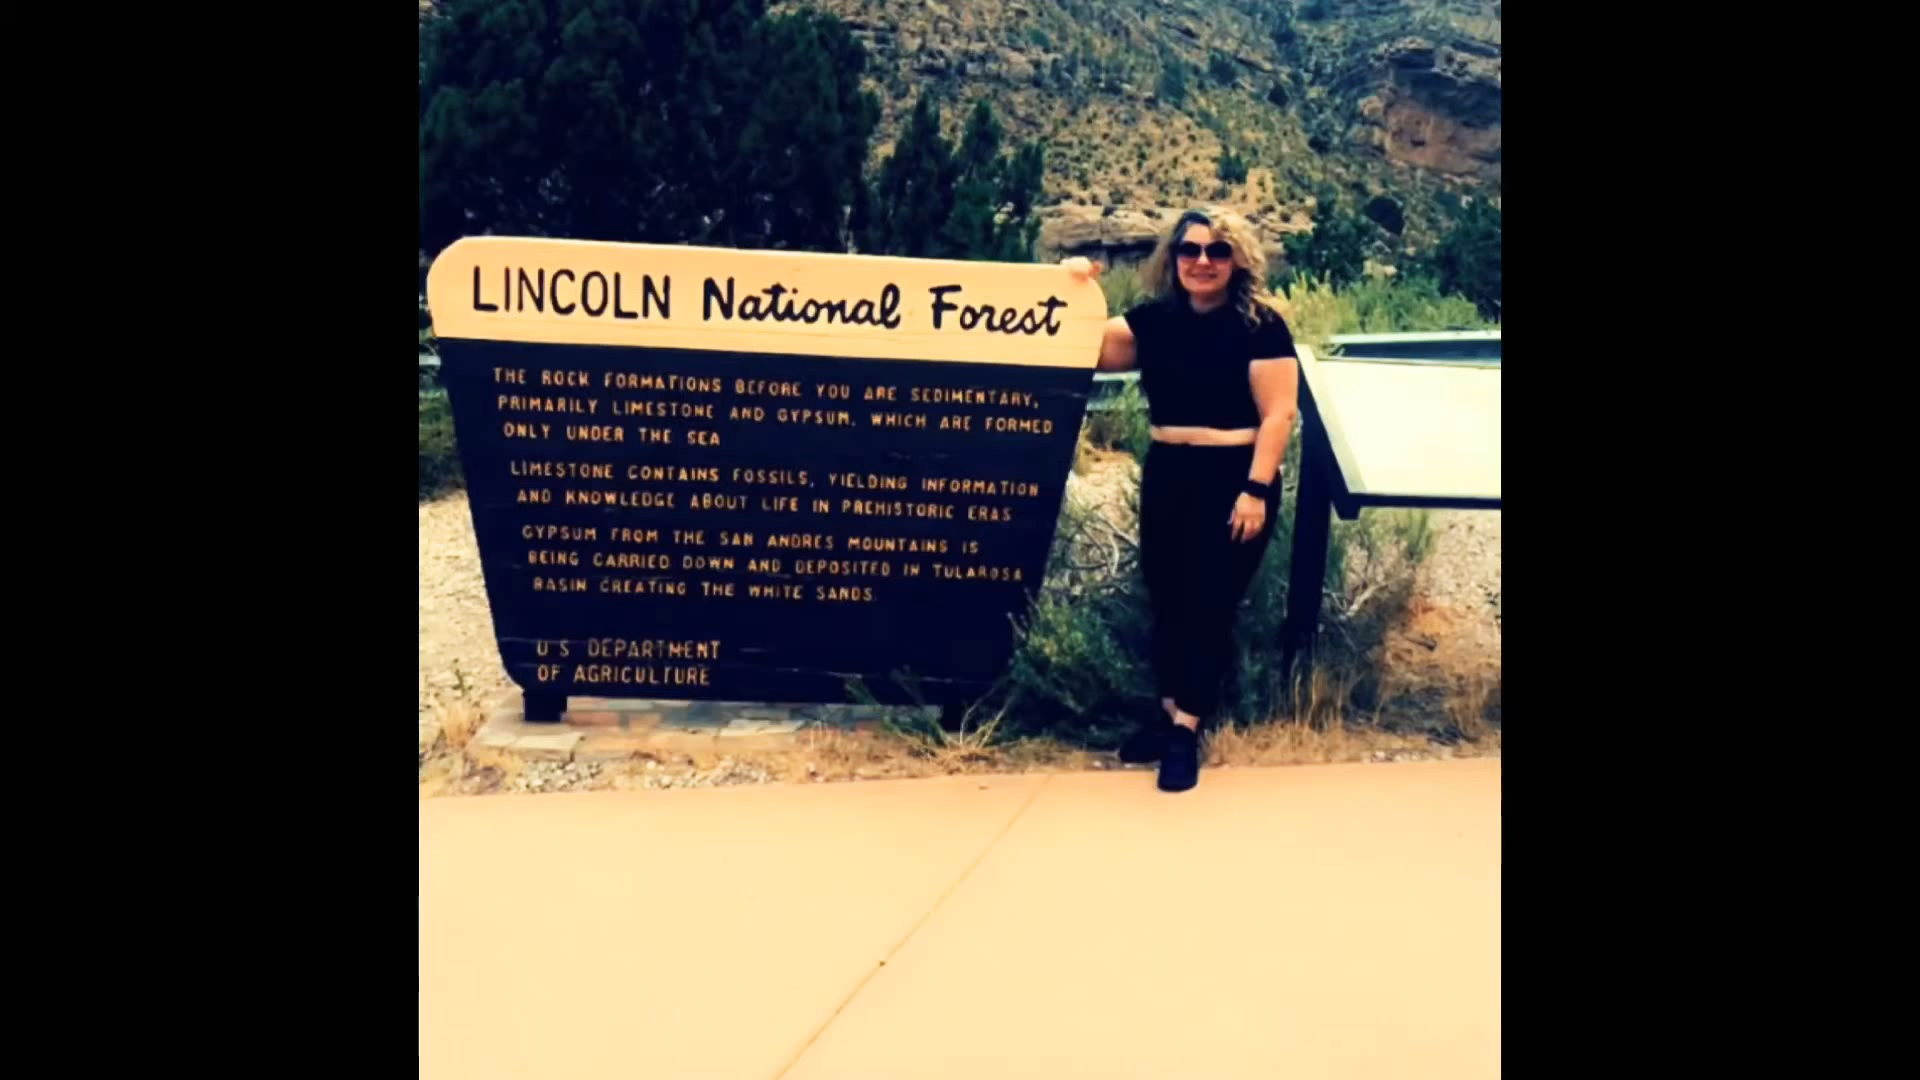 LINCOLN National Forest
THE ROCK FORMATIONS BEFORE YOU ARE SEDIMENTARY,
PRIMARILY LIMESTONE AND GYPSUM, WHICH ARE FORMED
ONLY UNDER THE SEA
LIMESTONE CONTAINS FOSSILS, YIELDING INFORMATION
AND KNOWLEDGE ABOUT LIFE IN PREHISTORIC ERAS
GYPSUM FROM THE SAN ANDRES MOUNTAINS IS
BEING CARRIED DOWN AND DEPOSITED IN TULAROSA
BASIN CREATING THE WHITE SANDS.
U S DEPARTMENT
OF AGRICULTURE